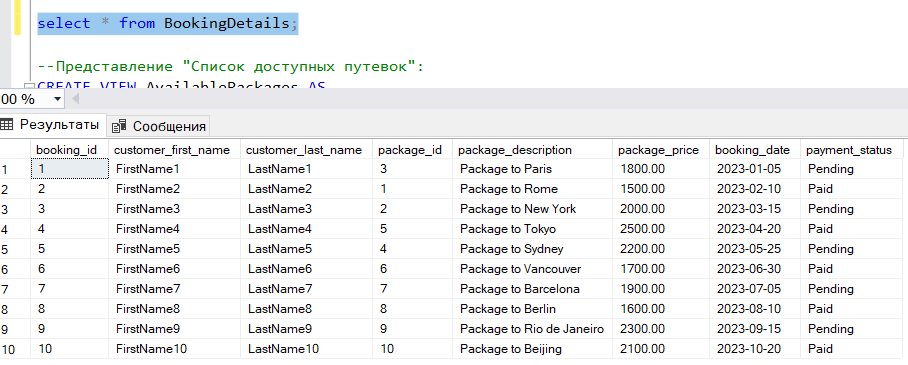 select * from BookingDetails;
--Представление "Список доступных путевок":
CREATE VIEW AvailablePackages AS
00 %
Результаты Сообщения
booking_id customer_first_name customer_last_name package_id package_description package_price booking_date payment_status
1 1 FirstName1 LastName1 3 Package to Paris 1800.00 2023-01-05 Pending
2 2 FirstName2 LastName2 1 Package to Rome 1500.00 2023-02-10 Paid
3 3 FirstName3 LastName3 2 Package to New York 2000.00 2023-03-15 Pending
4 4 FirstName4 LastName4 5 Package to Tokyo 2500.00 2023-04-20 Paid
5 5 FirstName5 LastName5 4 Package to Sydney 2200.00 2023-05-25 Pending
6 6 FirstName6 LastName6 6 Package to Vancouver 1700.00 2023-06-30 Paid
7 7 FirstName7 LastName7 7 Package to Barcelona 1900.00 2023-07-05 Pending
8 8 FirstName8 LastName8 8 Package to Berlin 1600.00 2023-08-10 Paid
9 9 FirstName9 LastName9 9 Package to Rio de Janeiro 2300.00 2023-09-15 Pending
10 10 FirstName10 LastName10 10 Package to Beijing 2100.00 2023-10-20 Paid